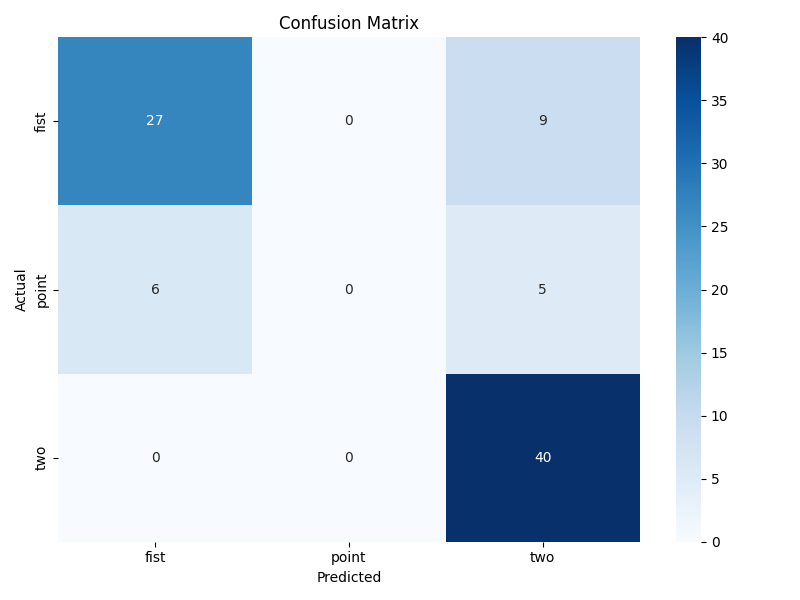 Confusion Matrix
fist 27 0 9
point 6 0 5
two 0 0 40
Actual
fist point two
Predicted
40
35
30
25
20
15
10
5
0